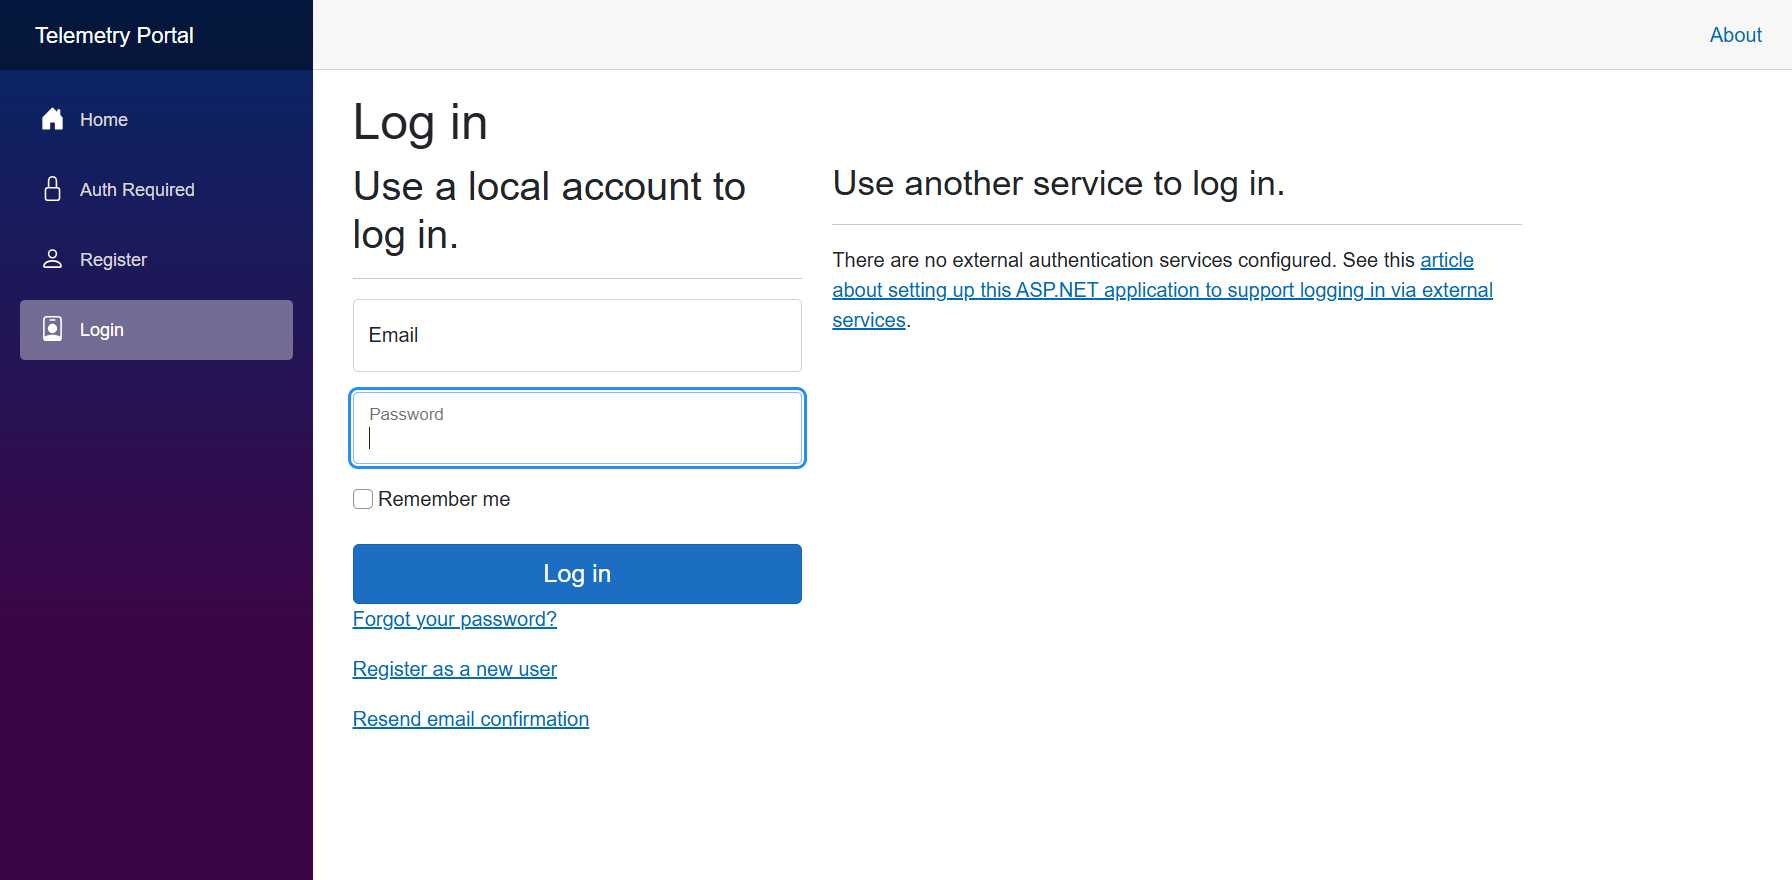 Telemetry Portal
About
Home
Auth Required
Register
Login
Log in
Use a local account to
log in.
Email
Password
Remember me
Log in
Forgot your password?
Register as a new user
Resend email confirmation
Use another service to log in.
There are no external authentication services configured. See this article
about setting up this ASP.NET application to support logging in via external
services.